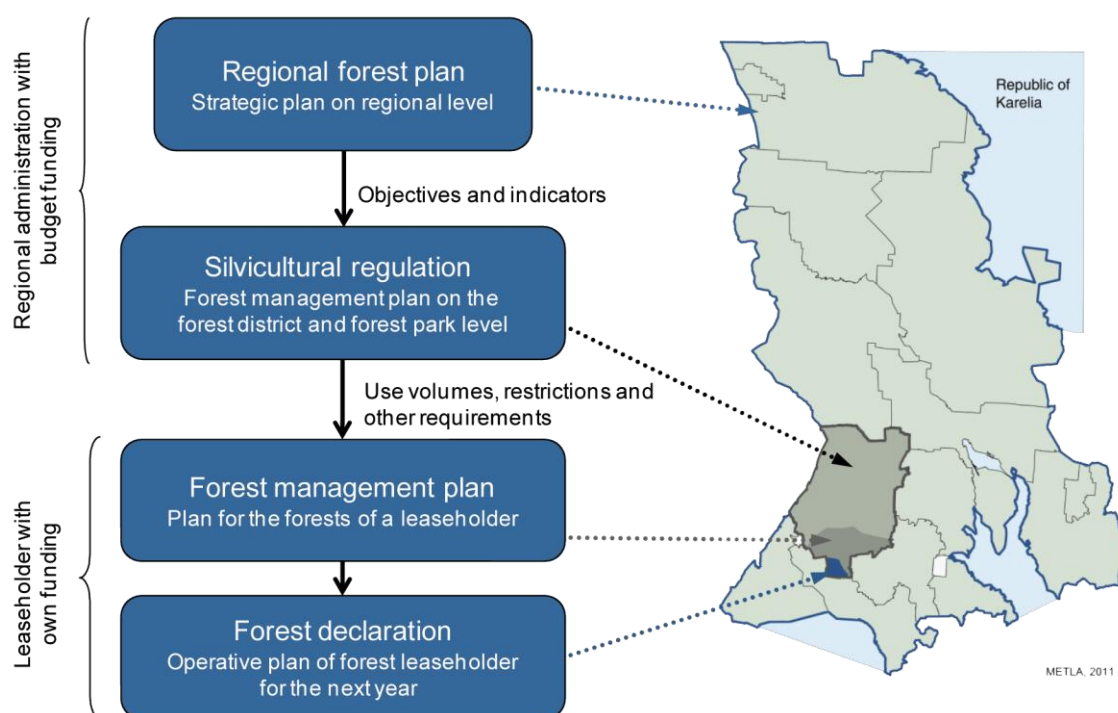 Regional administration with
budget funding
Regional forest plan
Strategic plan on regional level
Objectives and indicators
Silvicultural regulation
Forest management plan on the
forest district and forest park level
Use volumes, restrictions and
other requirements
Leaseholder with
own funding
Forest management plan
Plan for the forests of a leaseholder
Forest declaration
Operative plan of forest leaseholder
for the next year
Republic of
Karelia
METLA, 2011